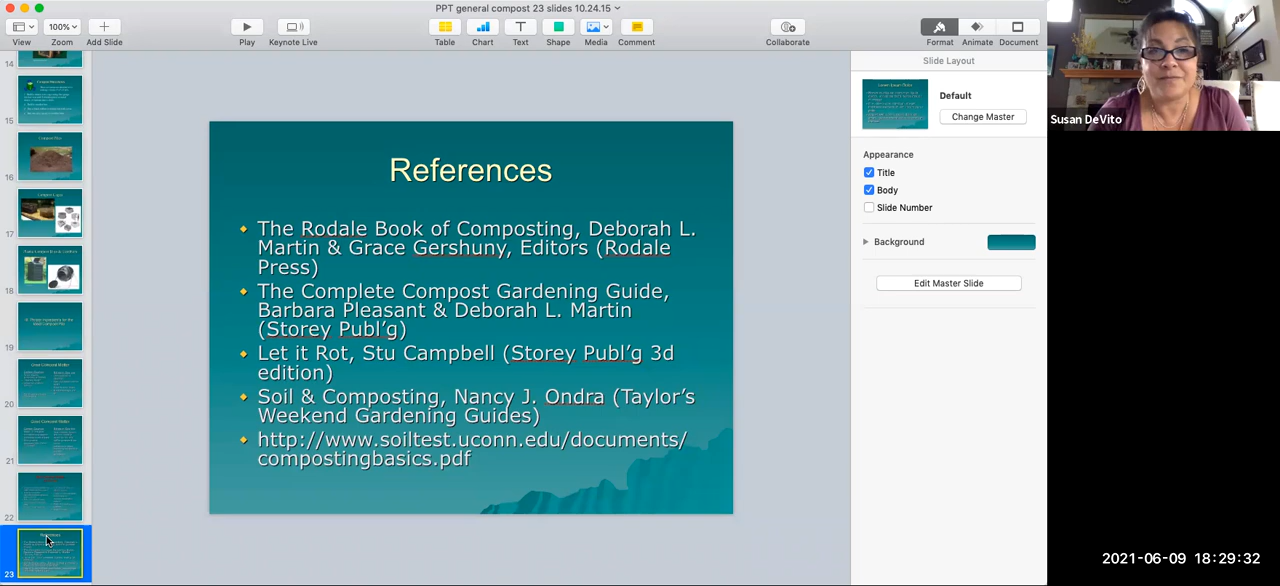 PPT general compost 23 slides 10.24.15
View
100%
Zoom
Add Slide
Play
Keynote Live
Table
Chart
Text
Shape
Media
Comment
Collaborate
Format
Animate
Document
14
15
16
17
18
19
20
21
22
23
References
The Rodale Book of Composting, Deborah L.
Martin & Grace Gershuny, Editors (Rodale
Press)
The Complete Compost Gardening Guide,
Barbara Pleasant & Deborah L. Martin
(Storey Publ’g)
Let it Rot, Stu Campbell (Storey Publ’g 3d
edition)
Soil & Composting, Nancy J. Ondra (Taylor’s
Weekend Gardening Guides)
http://www.soiltest.uconn.edu/documents/
compostingbasics.pdf
Slide Layout
Default
Change Master
Appearance
Title
Body
Slide Number
Background
Edit Master Slide
Susan DeVito
2021-06-09 18:29:32